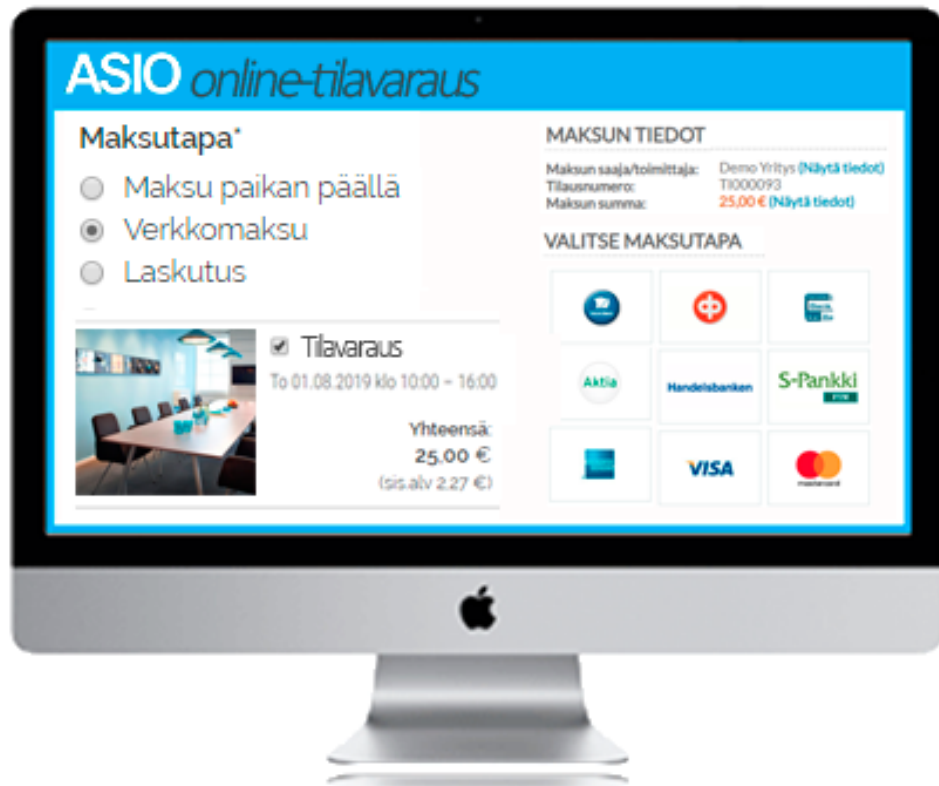 ASIO online-tilavaraus
Maksutapa*
Maksu paikan päällä
Verkkomaksu
Laskutus
Tilavaraus
To 01.08.2019 klo 10:00 – 16:00
Yhteensä:
25,00 €
(sis.alv 2,27 €)
MAKSUN TIEDOT
Maksun saaja/toimittaja: Demo Yritys (Näytä tiedot)
Tilausnumero: TI000093
Maksun summa: 25,00 € (Näytä tiedot)
VALITSE MAKSUTAPA
Aktia
Handelsbanken
S-Pankki
VISA
mastercard